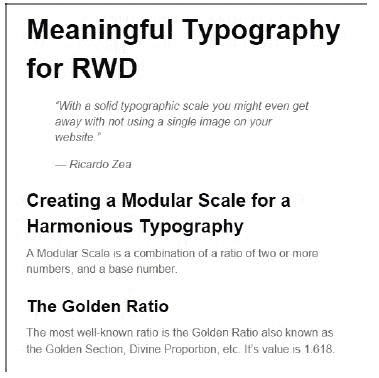 Meaningful Typography
for RWD
"With a solid typographic scale you might even get
away with not using a single image on your
website."
— Ricardo Zea
Creating a Modular Scale for a
Harmonious Typography
A Modular Scale is a combination of a ratio of two or more
numbers, and a base number.
The Golden Ratio
The most well-known ratio is the Golden Ratio also known as
the Golden Section, Divine Proportion, etc. It's value is 1.618.